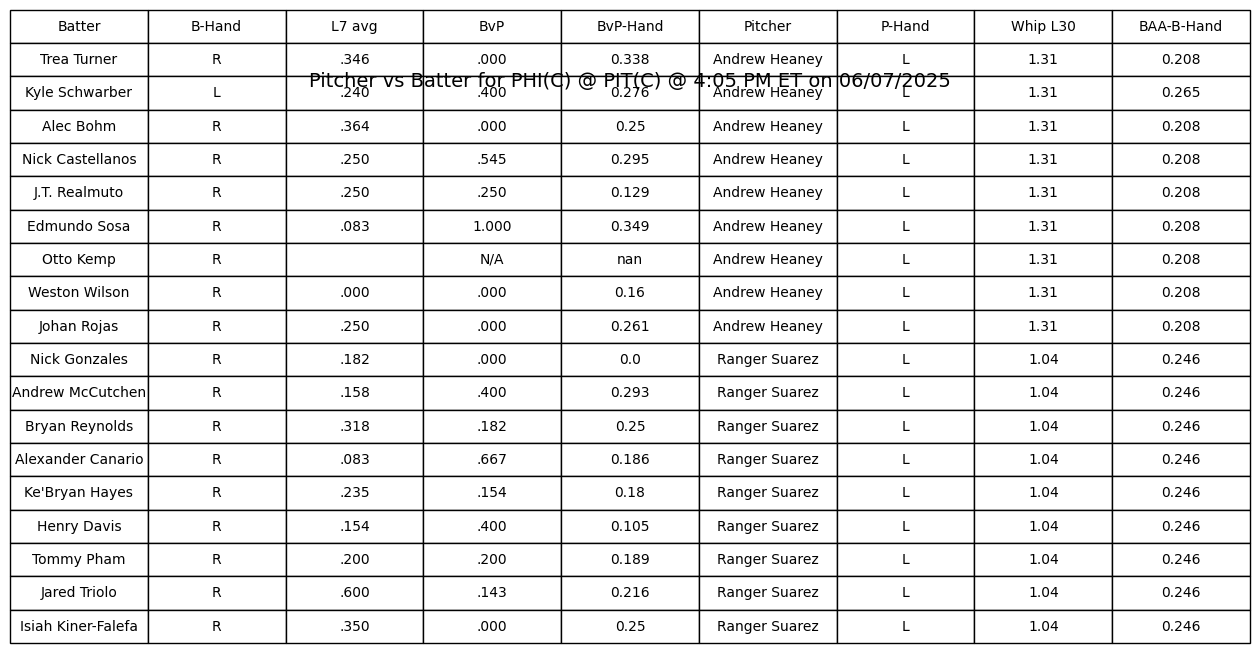 Batter B-Hand L7 avg BvP BvP-Hand Pitcher P-Hand Whip L30 BAA-B-Hand
Trea Turner R .346 .000 0.338 Andrew Heaney L 1.31 0.208
Pitcher vs Batter for PHI(C) @ PIT(C) @ 4:05 PM ET on 06/07/2025
Kyle Schwarber L .240 .400 0.276 Andrew Heaney L 1.31 0.265
Alec Bohm R .364 .000 0.25 Andrew Heaney L 1.31 0.208
Nick Castellanos R .250 .545 0.295 Andrew Heaney L 1.31 0.208
J.T. Realmuto R .250 .250 0.129 Andrew Heaney L 1.31 0.208
Edmundo Sosa R .083 1.000 0.349 Andrew Heaney L 1.31 0.208
Otto Kemp R N/A nan Andrew Heaney L 1.31 0.208
Weston Wilson R .000 .000 0.16 Andrew Heaney L 1.31 0.208
Johan Rojas R .250 .000 0.261 Andrew Heaney L 1.31 0.208
Nick Gonzales R .182 .000 0.0 Ranger Suarez L 1.04 0.246
Andrew McCutchen R .158 .400 0.293 Ranger Suarez L 1.04 0.246
Bryan Reynolds R .318 .182 0.25 Ranger Suarez L 1.04 0.246
Alexander Canario R .083 .667 0.186 Ranger Suarez L 1.04 0.246
Ke'Bryan Hayes R .235 .154 0.18 Ranger Suarez L 1.04 0.246
Henry Davis R .154 .400 0.105 Ranger Suarez L 1.04 0.246
Tommy Pham R .200 .200 0.189 Ranger Suarez L 1.04 0.246
Jared Triolo R .600 .143 0.216 Ranger Suarez L 1.04 0.246
Isiah Kiner-Falefa R .350 .000 0.25 Ranger Suarez L 1.04 0.246